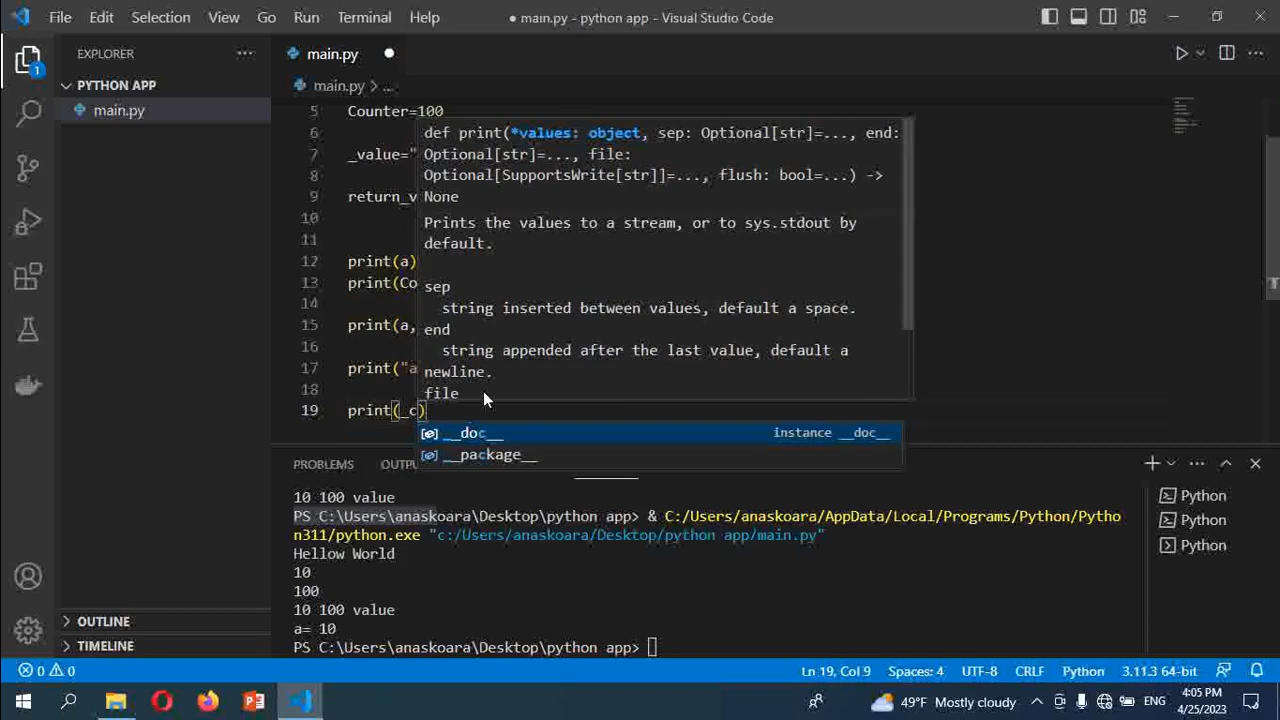 File Edit Selection View Go Run Terminal Help
● main.py - python app - Visual Studio Code
EXPLORER
main.py
PYTHON APP
main.py
main.py > ...
1
5 Counter=100
6
7 _value="
8
9 return_v
10
11
12 print(a)
13 print(Co
14
15 print(a,
16
17 print("a
18
19 print(_c)
def print(*values: object, sep: Optional[str]=..., end:
Optional[str]=..., file:
Optional[SupportsWrite[str]]=..., flush: bool=...) ->
None
Prints the values to a stream, or to sys.stdout by
default.
sep
string inserted between values, default a space.
end
string appended after the last value, default a
newline.
file
__doc__ instance __doc__
__package__
PROBLEMS OUTPU
10 100 value
PS C:\Users\anaskoara\Desktop\python app> & C:/Users/anaskoara/AppData/Local/Programs/Python/Pytho
n311/python.exe "c:/Users/anaskoara/Desktop/python app/main.py"
Hellow World
10
100
10 100 value
a= 10
PS C:\Users\anaskoara\Desktop\python app>
Python
Python
Python
OUTLINE
TIMELINE
0 0
Ln 19, Col 9 Spaces: 4 UTF-8 CRLF Python 3.11.3 64-bit
49°F Mostly cloudy
ENG
4:05 PM
4/25/2023